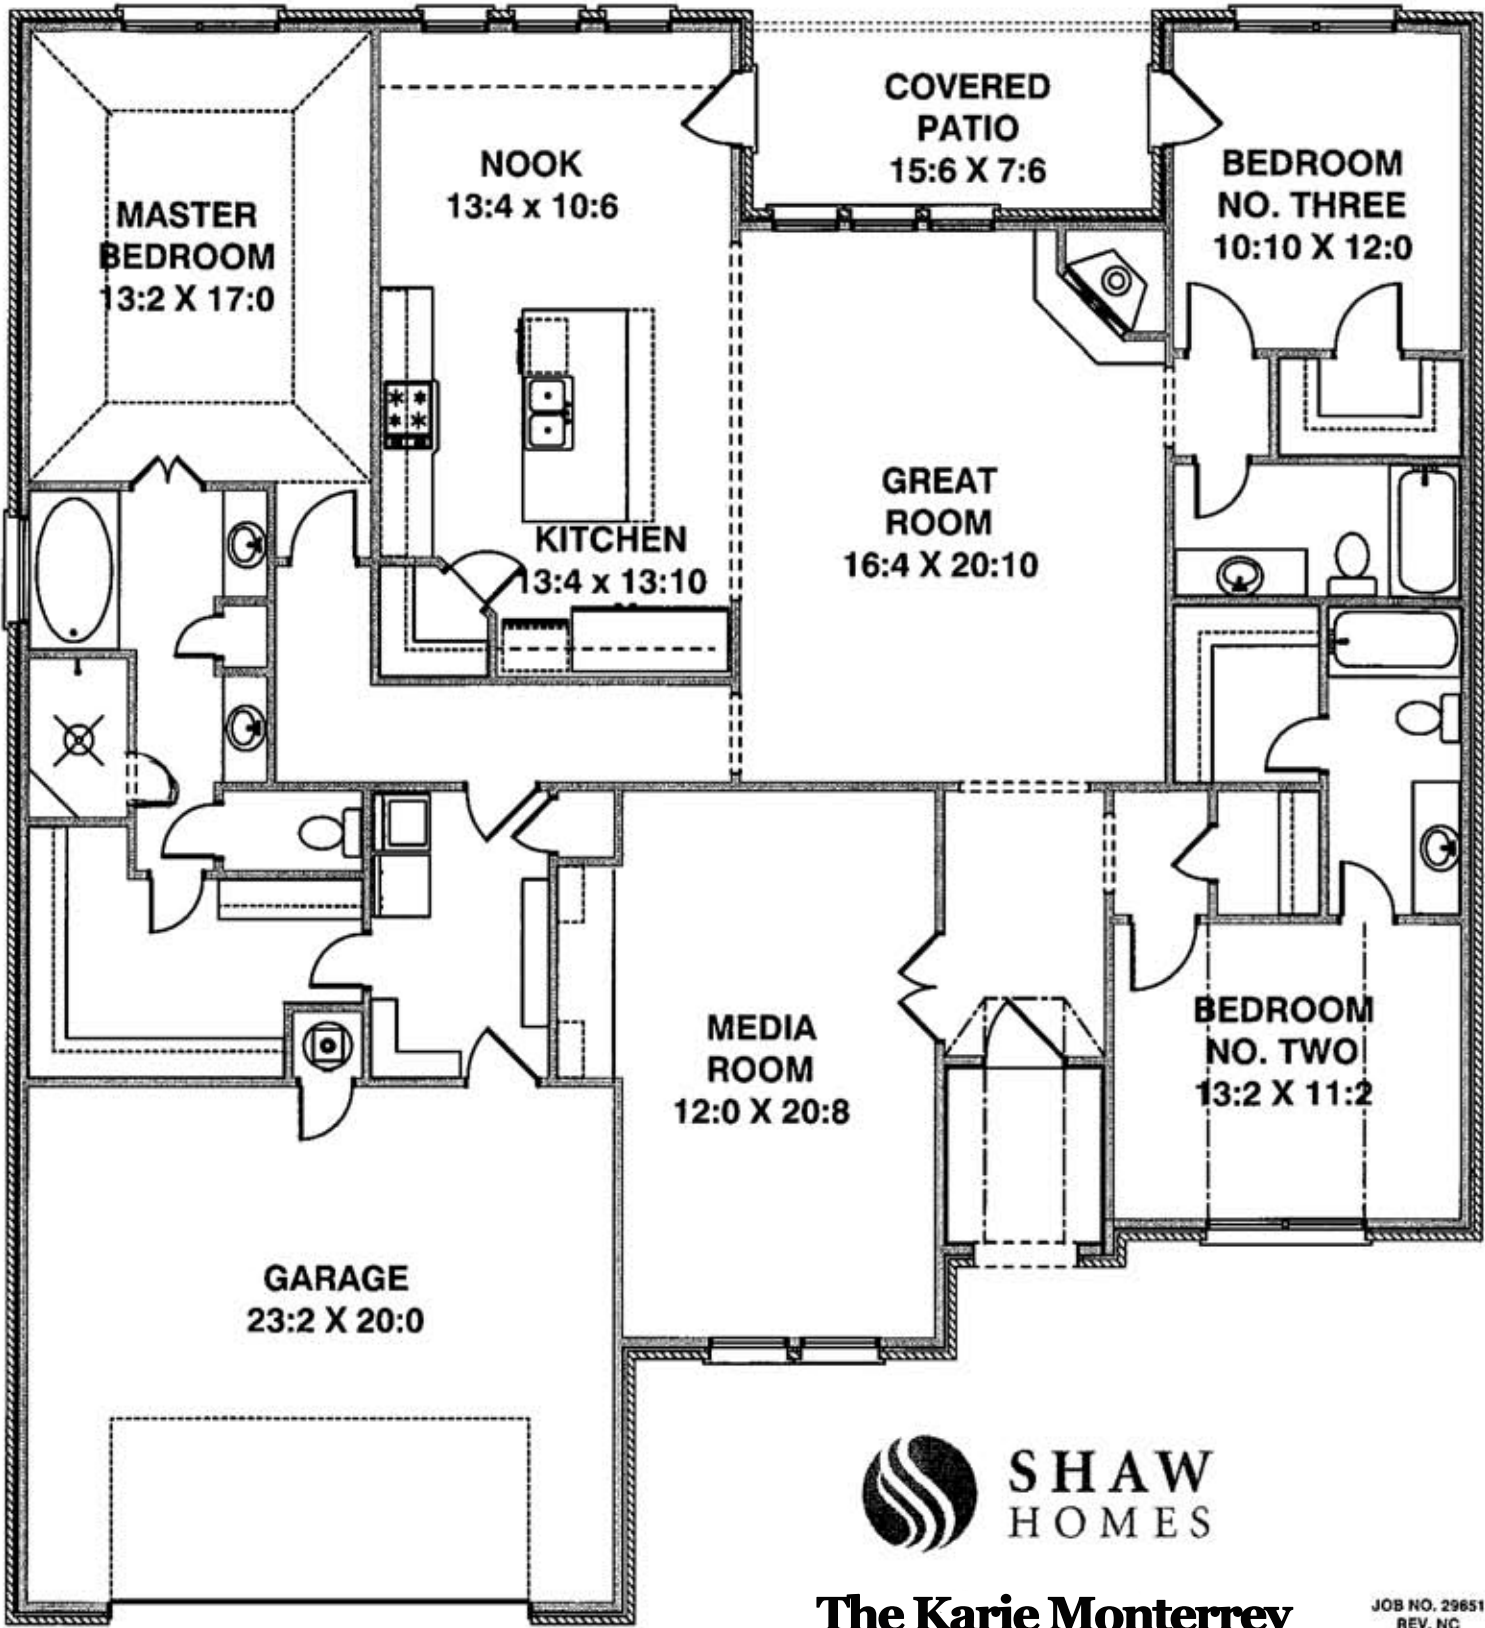 COVERED
PATIO
15:6 X 7:6
NOOK
13:4 x 10:6
BEDROOM
NO. THREE
10:10 X 12:0
MASTER
BEDROOM
13:2 X 17:0
GREAT
ROOM
16:4 X 20:10
KITCHEN
13:4 x 13:10
MEDIA
ROOM
12:0 X 20:8
BEDROOM
NO. TWO
13:2 X 11:2
GARAGE
23:2 X 20:0
SHAW
HOMES
The Karie Monterrey
JOB NO. 29651
REV. NC